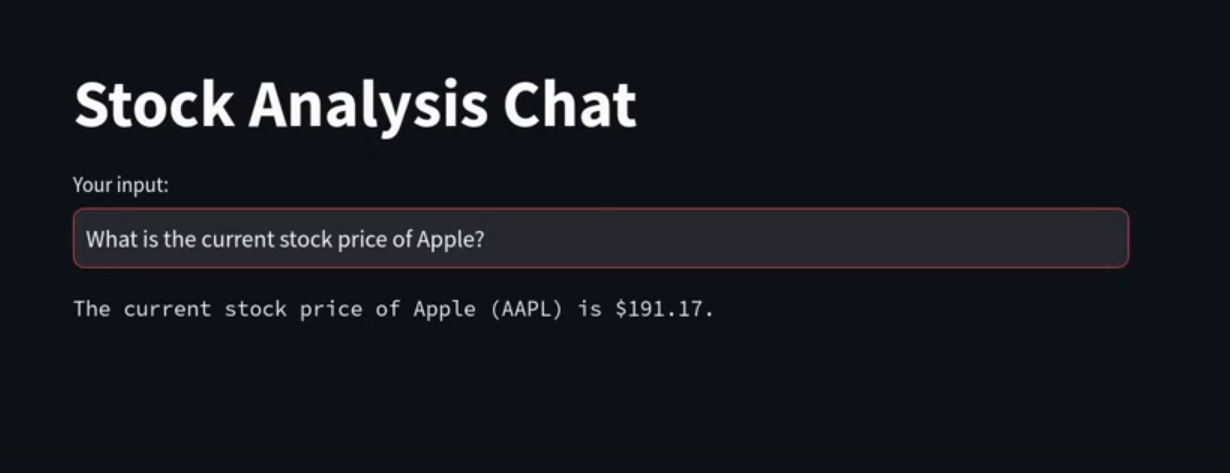 Stock Analysis Chat
Your input:
What is the current stock price of Apple?
The current stock price of Apple (AAPL) is $191.17.